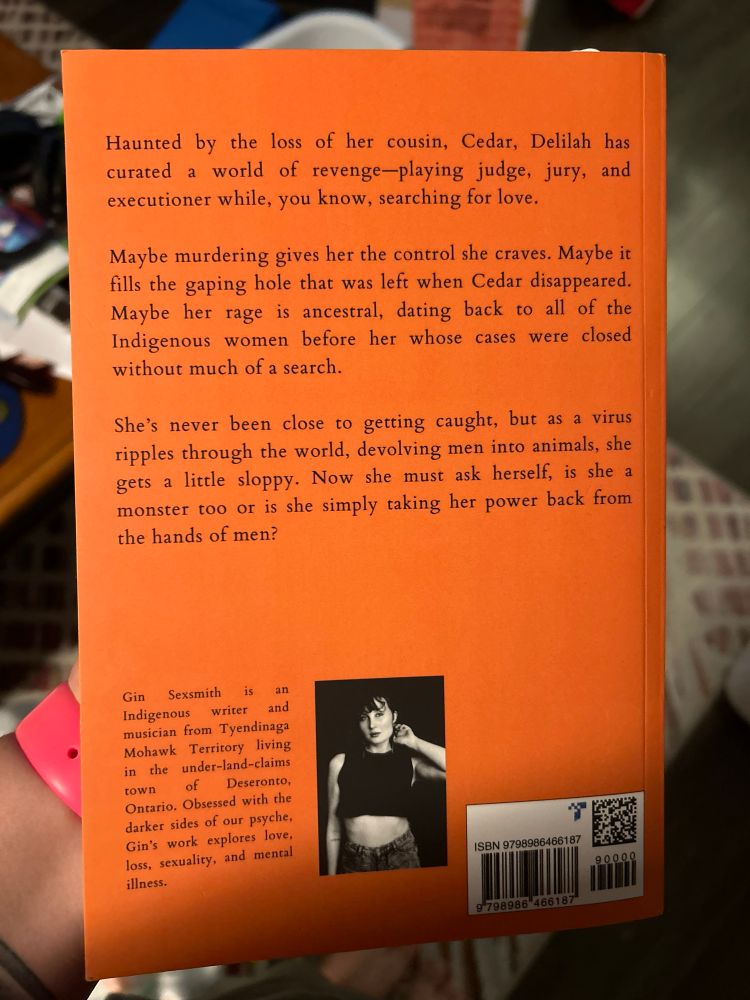 Haunted by the loss of her cousin, Cedar, Delilah has
curated a world of revenge—playing judge, jury, and
executioner while, you know, searching for love.
Maybe murdering gives her the control she craves. Maybe it
fills the gaping hole that was left when Cedar disappeared.
Maybe her rage is ancestral, dating back to all of the
Indigenous women before her whose cases were closed
without much of a search.
She's never been close to getting caught, but as a virus
ripples through the world, devolving men into animals, she
gets a little sloppy. Now she must ask herself, is she a
monster too or is she simply taking her power back from
the hands of men?
Gin Sexsmith is an
Indigenous writer and
musician from Tyendinaga
Mohawk Territory living
in the under-land-claims
town of Deseronto,
Ontario. Obsessed with the
darker sides of our psyche,
Gin's work explores love,
loss, sexuality, and mental
illness.
ISBN 9798986466187
90000
9 798986 466187